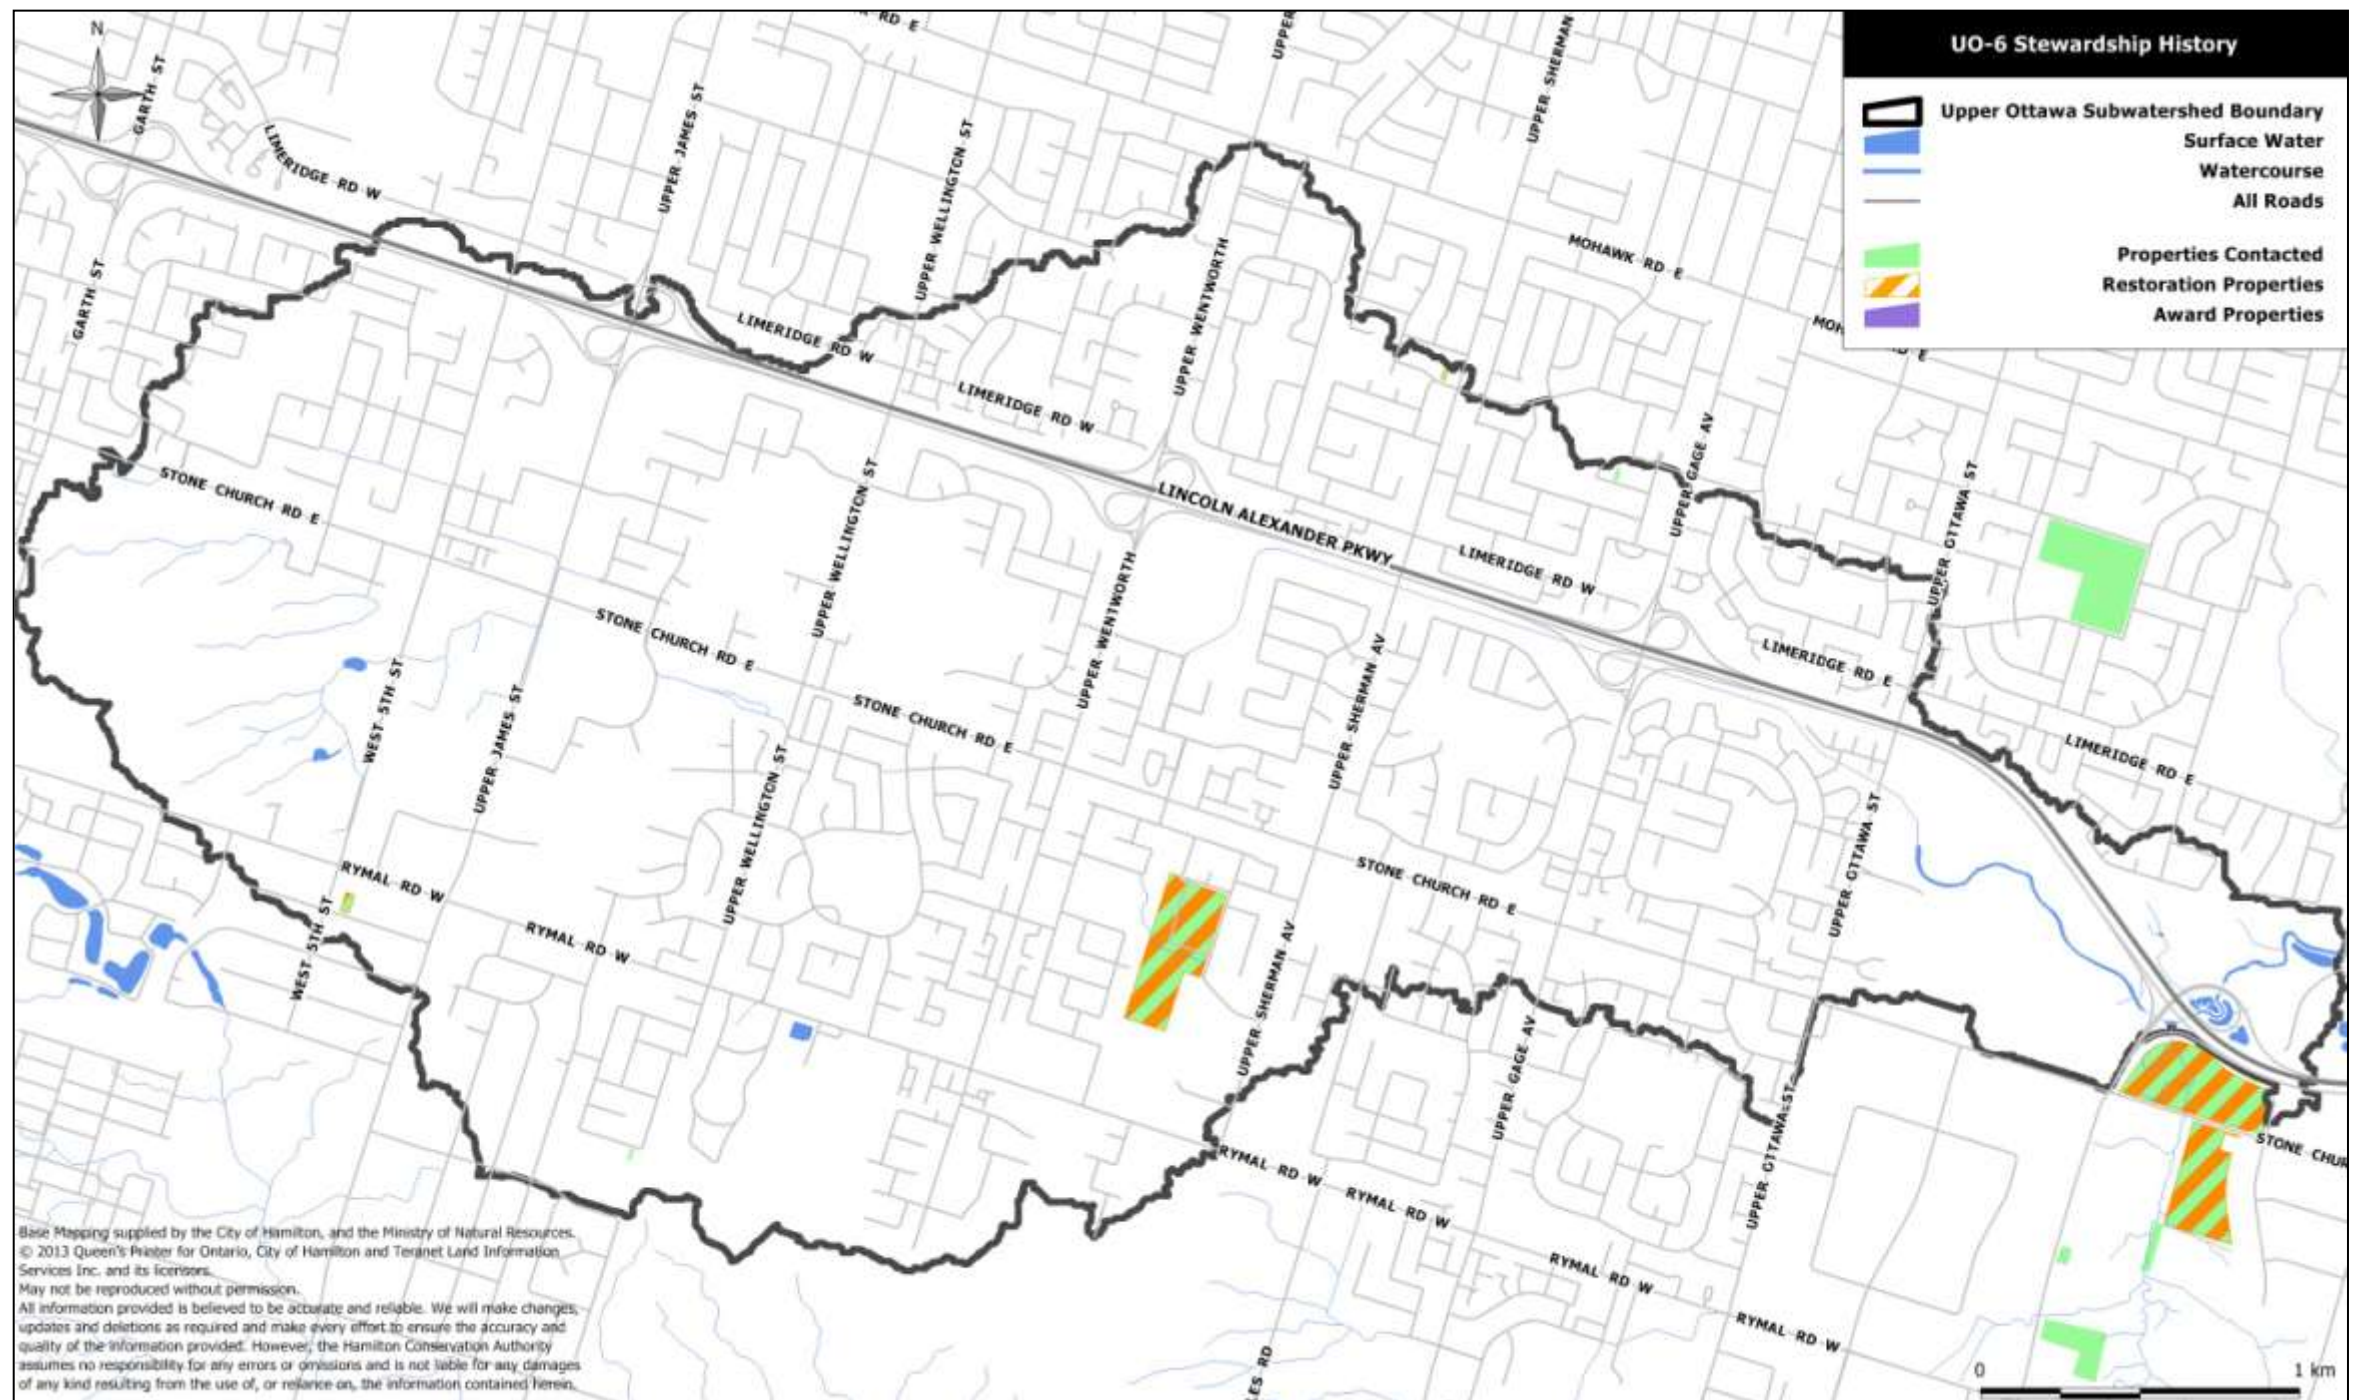 RD E
UPPER
UPPER SHERMAN
UO-6 Stewardship History
Upper Ottawa Subwatershed Boundary
Surface Water
Watercourse
All Roads
Properties Contacted
Restoration Properties
Award Properties
N
GARTH ST
LIMERIDGE RD W
UPPER JAMES ST
UPPER WELLINGTON ST
MOHAWK RD E
MOH
E
GARTH ST
UPPER WENTWORTH
LIMERIDGE RD W
LIMERIDGE RD W
UPPER GAGE AV
STONE CHURCH RD E
UPPER WELLINGTON ST
LINCOLN ALEXANDER PKWY
UPPER OTTAWA ST
LIMERIDGE RD W
STONE CHURCH RD E
UPPER WENTWORTH
LIMERIDGE RD E
WEST 5TH ST
UPPER JAMES ST
STONE CHURCH RD E
UPPER SHERMAN AV
LIMERIDGE RD E
UPPER WELLINGTON ST
UPPER OTTAWA ST
RYMAL RD W
STONE CHURCH RD E
WEST 5TH ST
RYMAL RD W
UPPER SHERMAN AV
UPPER GAGE AV
UPPER OTTAWA ST
STONE CHUR
RYMAL RD W
RYMAL RD W
RYMAL RD W
RYMAL RD W
LES RD
Base Mapping supplied by the City of Hamilton, and the Ministry of Natural Resources.
© 2013 Queen's Printer for Ontario, City of Hamilton and Teranet Land Information
Services Inc. and its licensors.
May not be reproduced without permission.
All information provided is believed to be accurate and reliable. We will make changes,
updates and deletions as required and make every effort to ensure the accuracy and
quality of the information provided. However, the Hamilton Conservation Authority
assumes no responsibility for any errors or omissions and is not liable for any damages
of any kind resulting from the use of, or reliance on, the information contained herein.
0 1 km